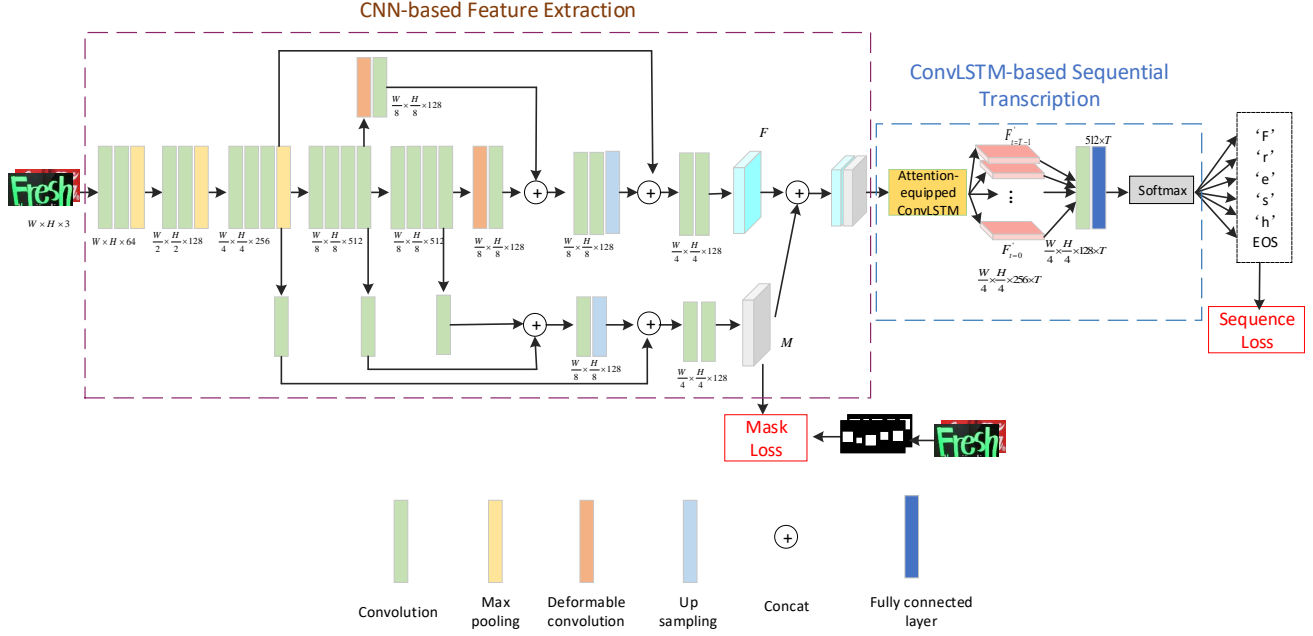 CNN-based Feature Extraction
ConvLSTM-based Sequential
Transcription
Fresh
W × H × 3
W × H × 64
W/2 × H/2 × 128
W/4 × H/4 × 256
W/8 × H/8 × 512
W/8 × H/8 × 512
W/8 × H/8 × 128
W/8 × H/8 × 128
W/8 × H/8 × 128
W/4 × H/4 × 128
F
W/8 × H/8 × 128
W/4 × H/4 × 128
M
Attention-
equipped
ConvLSTM
F't=T-1
...
F't=0
W/4 × H/4 × 256 × T
W/4 × H/4 × 128 × T
512 × T
Softmax
‘F’
‘r’
‘e’
‘s’
‘h’
EOS
Sequence
Loss
Mask
Loss
Fresh
Convolution
Max
pooling
Deformable
convolution
Up
sampling
Concat
Fully connected
layer